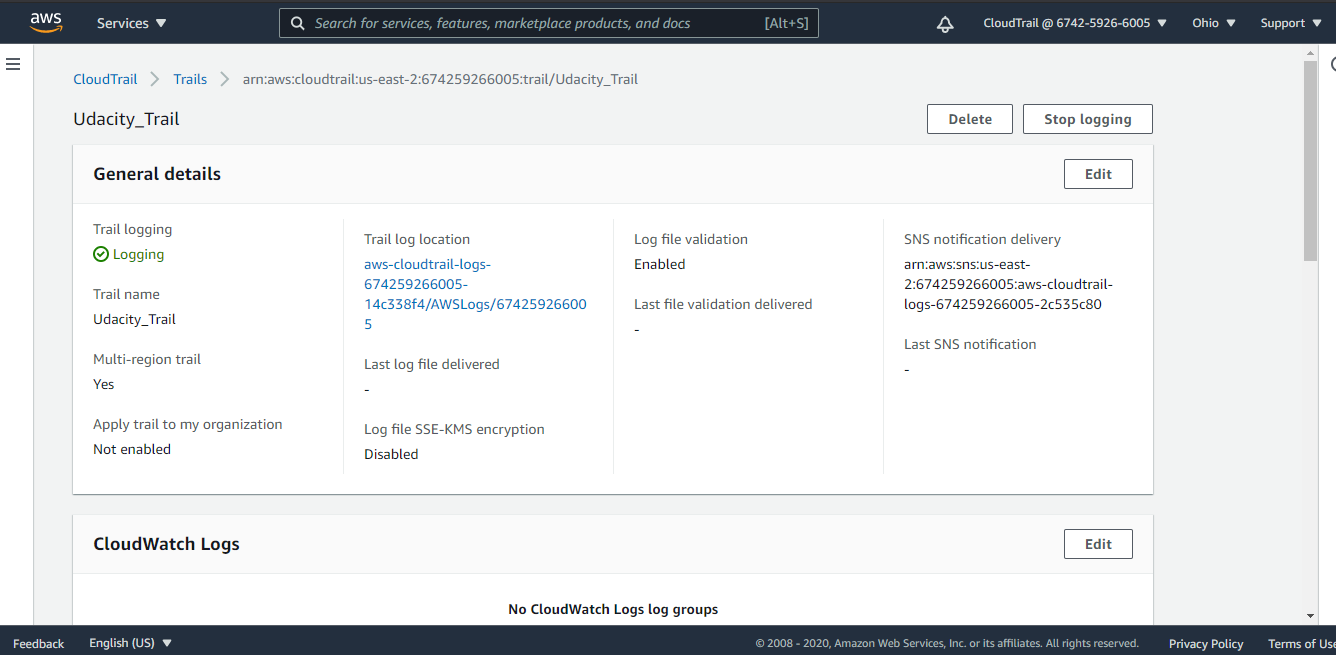 aws
Services
Search for services, features, marketplace products, and docs
[Alt+S]
CloudTrail @ 6742-5926-6005
Ohio
Support
CloudTrail
Trails
arn:aws:cloudtrail:us-east-2:674259266005:trail/Udacity_Trail
Udacity_Trail
Delete
Stop logging
General details
Edit
Trail logging
Logging
Trail name
Udacity_Trail
Multi-region trail
Yes
Apply trail to my organization
Not enabled
Trail log location
aws-cloudtrail-logs-
674259266005-
14c338f4/AWSLogs/67425926600
5
Last log file delivered
-
Log file SSE-KMS encryption
Disabled
Log file validation
Enabled
Last file validation delivered
-
SNS notification delivery
arn:aws:sns:us-east-
2:674259266005:aws-cloudtrail-
logs-674259266005-2c535c80
Last SNS notification
-
CloudWatch Logs
Edit
No CloudWatch Logs log groups
Feedback
English (US)
© 2008 - 2020, Amazon Web Services, Inc. or its affiliates. All rights reserved.
Privacy Policy
Terms of Use